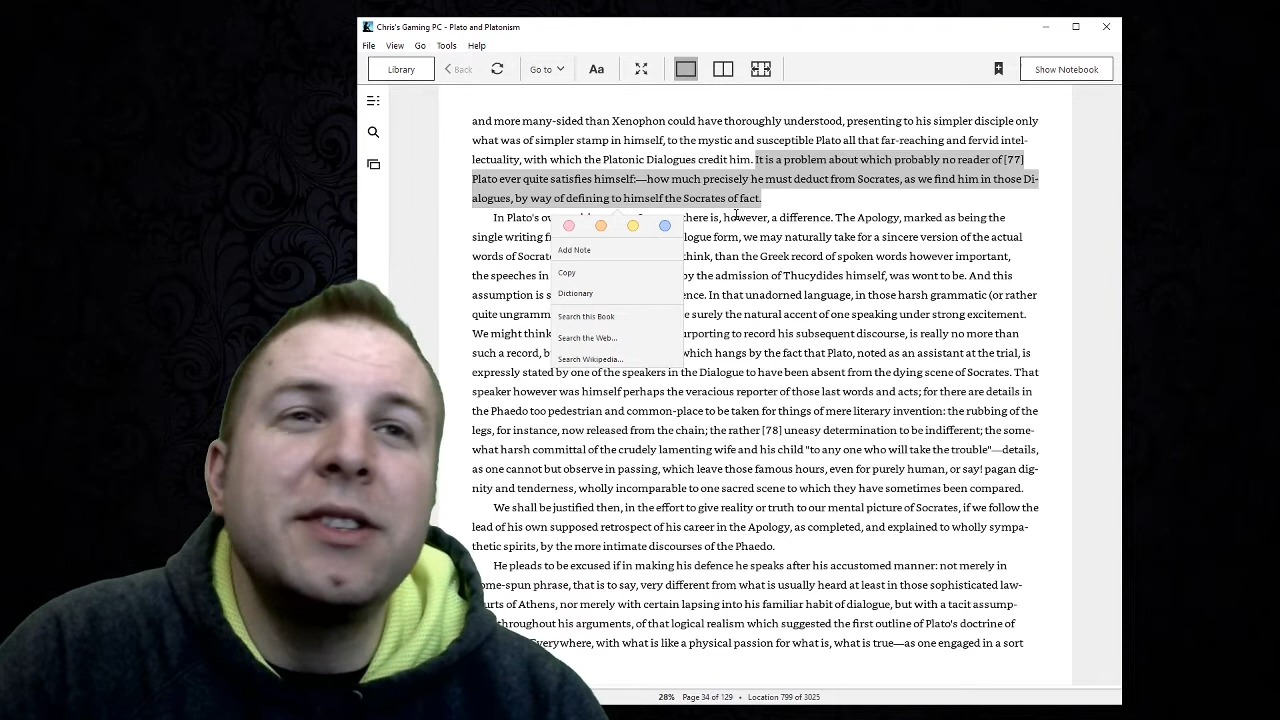 Chris's Gaming PC - Plato and Platonism
File View Go Tools Help
Library Back Go to Aa Show Notebook
and more many-sided than Xenophon could have thoroughly understood, presenting to his simpler disciple only
what was of simpler stamp in himself, to the mystic and susceptible Plato all that far-reaching and fervid intel-
lectuality, with which the Platonic Dialogues credit him. It is a problem about which probably no reader of [77]
Plato ever quite satisfies himself:—how much precisely he must deduct from Socrates, as we find him in those Di-
alogues, by way of defining to himself the Socrates of fact.
In Plato's there is, however, a difference. The Apology, marked as being the
single writing logue form, we may naturally take for a sincere version of the actual
words of think, than the Greek record of spoken words however important,
the speeches in by the admission of Thucydides himself, was wont to be. And this
assumption is In that unadorned language, in those harsh grammatic (or rather
quite surely the natural accent of one speaking under strong excitement.
We might think to record his subsequent discourse, is really no more than
such a record, which hangs by the fact that Plato, noted as an assistant at the trial, is
expressly stated by one of the speakers in the Dialogue to have been absent from the dying scene of Socrates. That
speaker however was himself perhaps the veracious reporter of those last words and acts; for there are details in
the Phaedo too pedestrian and common-place to be taken for things of mere literary invention: the rubbing of the
legs, for instance, now released from the chain; the rather [78] uneasy determination to be indifferent; the some-
what harsh committal of the crudely lamenting wife and his child "to any one who will take the trouble"—details,
as one cannot but observe in passing, which leave those famous hours, even for purely human, or say! pagan dig-
nity and tenderness, wholly incomparable to one sacred scene to which they have sometimes been compared.
We shall be justified then, in the effort to give reality or truth to our mental picture of Socrates, if we follow the
lead of his own supposed retrospect of his career in the Apology, as completed, and explained to wholly sympa-
thetic spirits, by the more intimate discourses of the Phaedo.
He pleads to be excused if in making his defence he speaks after his accustomed manner: not merely in
home-spun phrase, that is to say, very different from what is usually heard at least in those sophisticated law-
courts of Athens, nor merely with certain lapsing into his familiar habit of dialogue, but with a tacit assump-
throughout his arguments, of that logical realism which suggested the first outline of Plato's doctrine of
Everywhere, with what is like a physical passion for what is, what is true—as one engaged in a sort
Add Note
Copy
Dictionary
Search this Book
Search the Web...
Search Wikipedia...
28% Page 34 of 129 • Location 799 of 3025